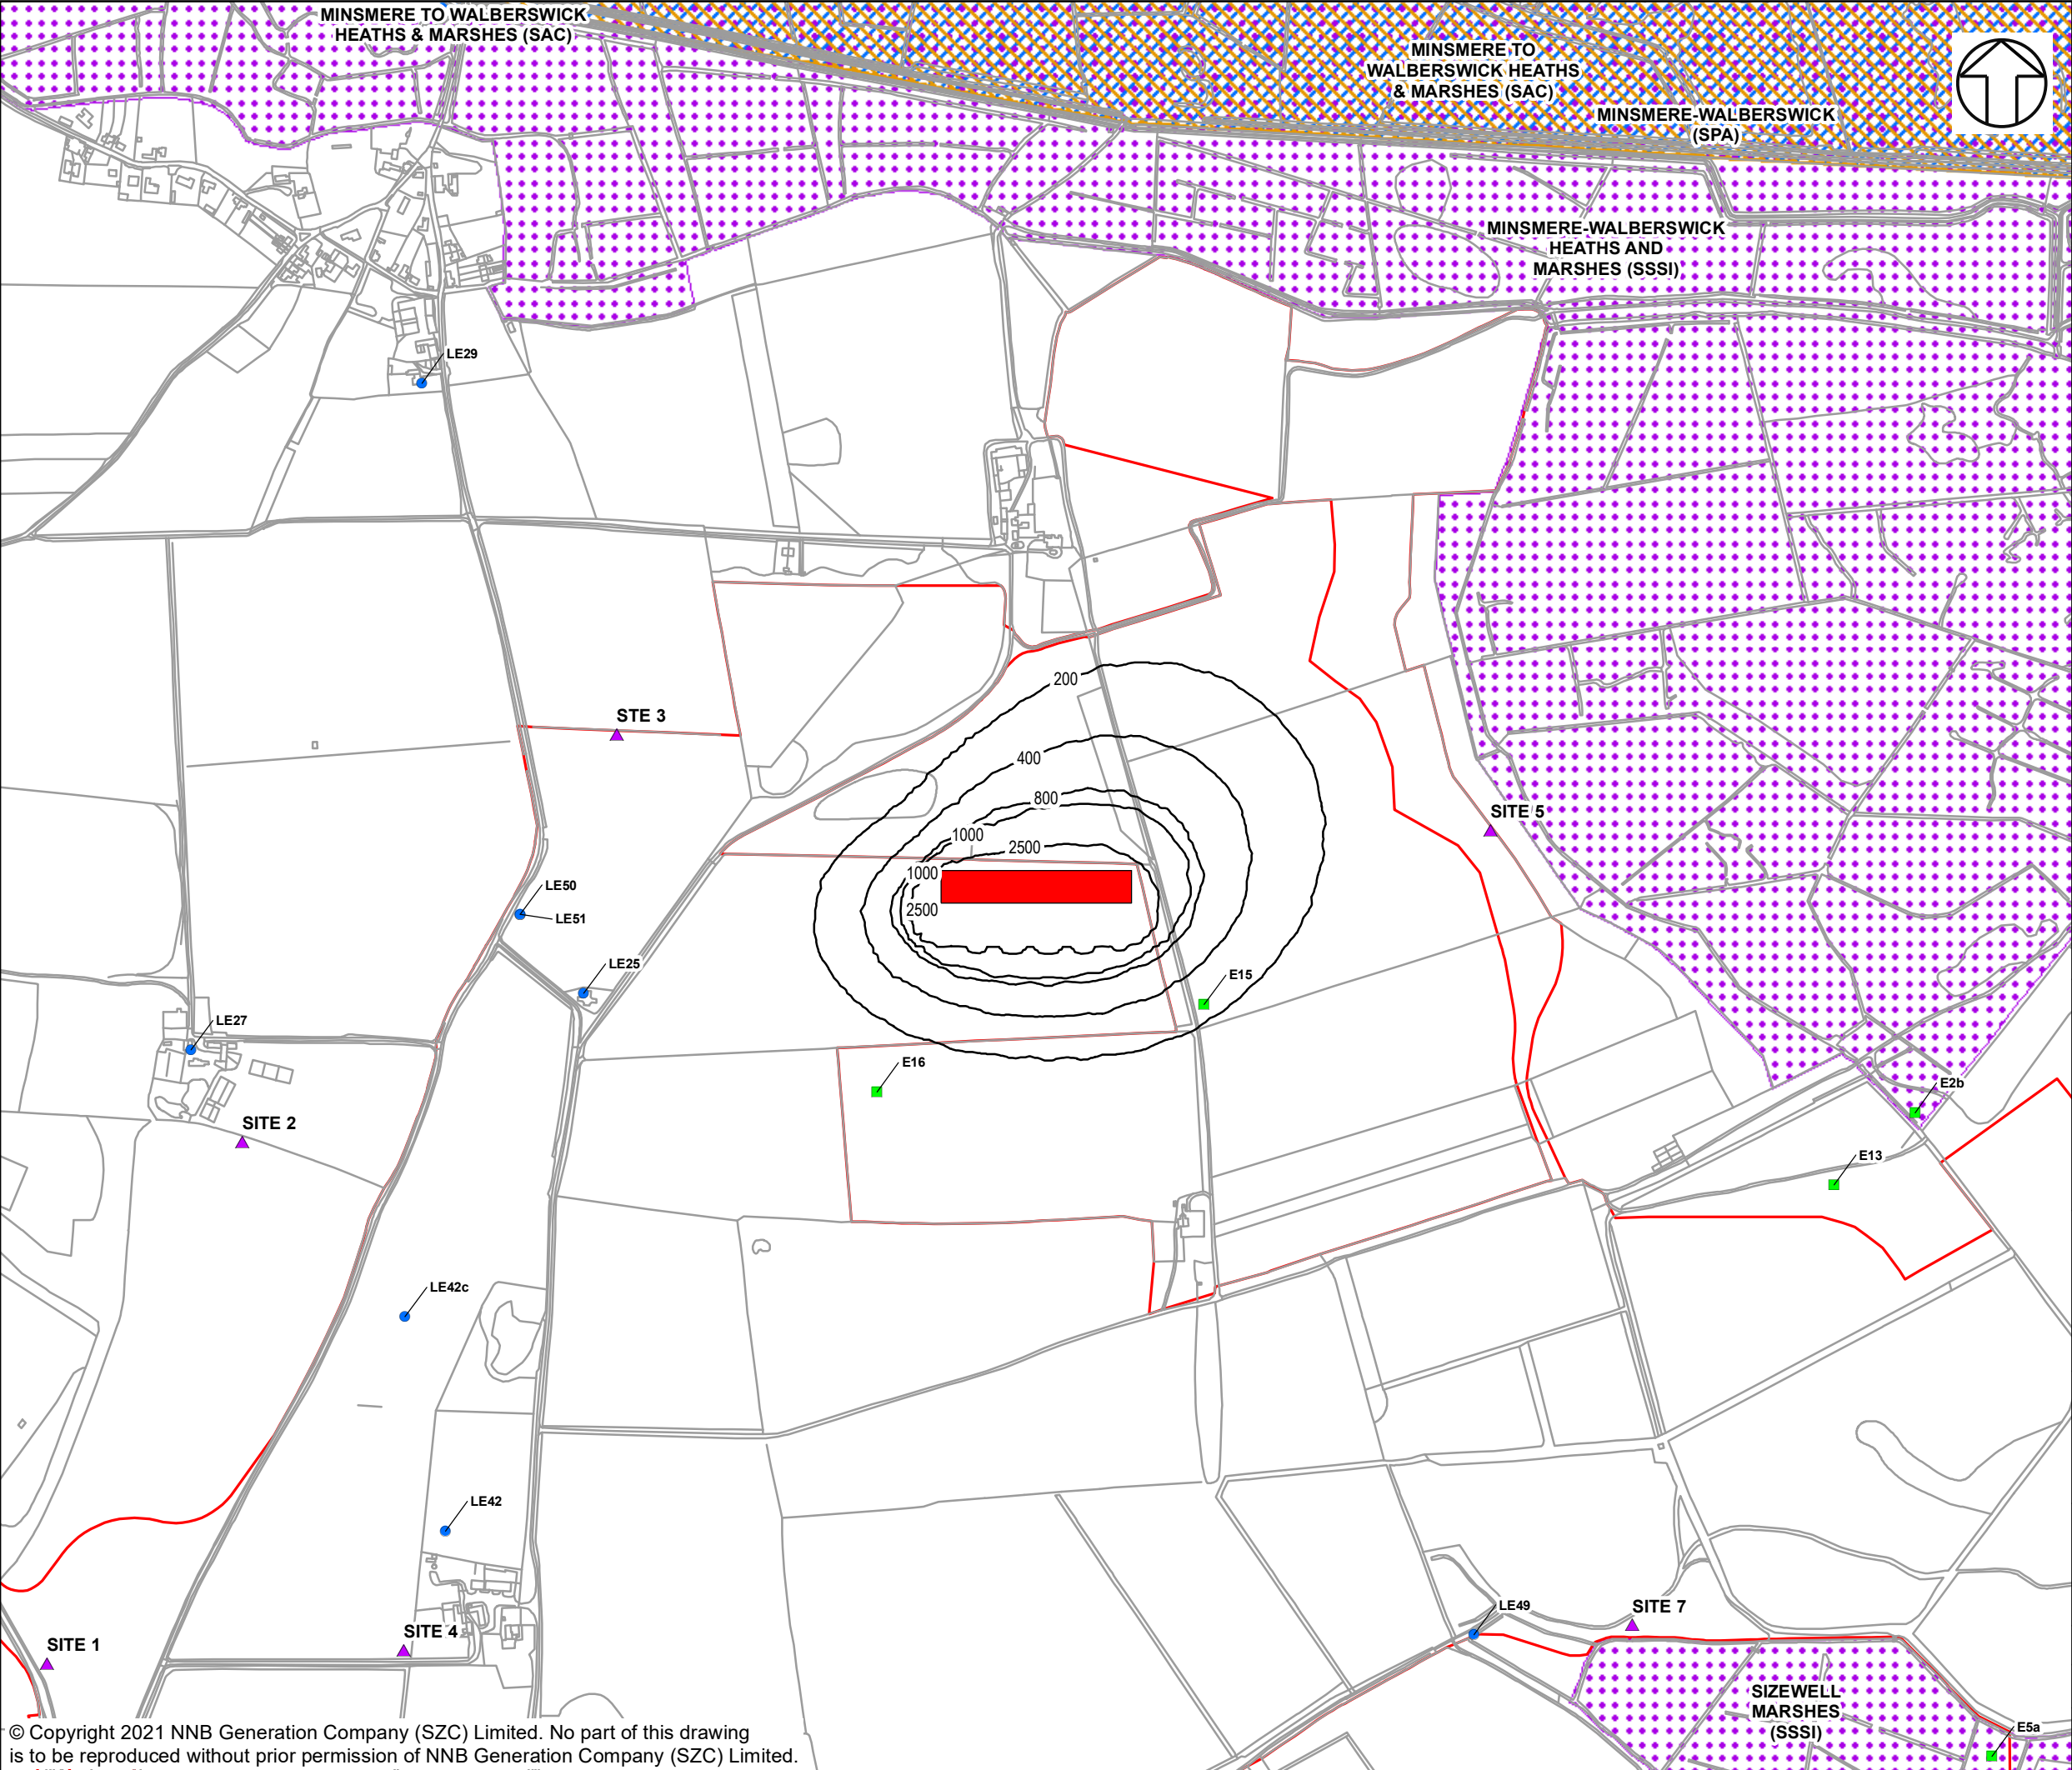 MINSMERE TO WALBERSWICK
HEATHS & MARSHES (SAC)
MINSMERE TO
WALBERSWICK HEATHS
& MARSHES (SAC)
MINSMERE-WALBERSWICK
(SPA)
MINSMERE-WALBERSWICK
HEATHS AND
MARSHES (SSSI)
LE29
200
STE 3
400
800
SITE 5
1000
2500
1000
LE50
2500
LE51
LE25
E15
LE27
E16
E2b
SITE 2
E13
LE42c
LE42
LE49
SITE 7
SITE 4
SITE 1
SIZEWELL
MARSHES
(SSSI)
E5a
© Copyright 2021 NNB Generation Company (SZC) Limited. No part of this drawing
is to be reproduced without prior permission of NNB Generation Company (SZC) Limited.